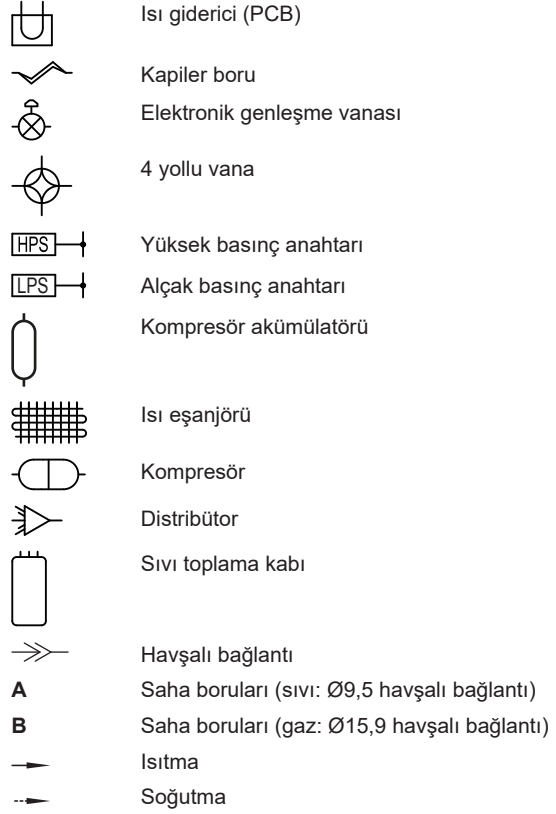 Isı giderici (PCB)
Kapiler boru
Elektronik genleşme vanası
4 yollu vana
HPS Yüksek basınç anahtarı
LPS Alçak basınç anahtarı
Kompresör akümülatörü
Isı eşanjörü
Kompresör
Distribütor
Sıvı toplama kabı
Havşalı bağlantı
A Saha boruları (sıvı: Ø9,5 havşalı bağlantı)
B Saha boruları (gaz: Ø15,9 havşalı bağlantı)
Isıtma
Soğutma